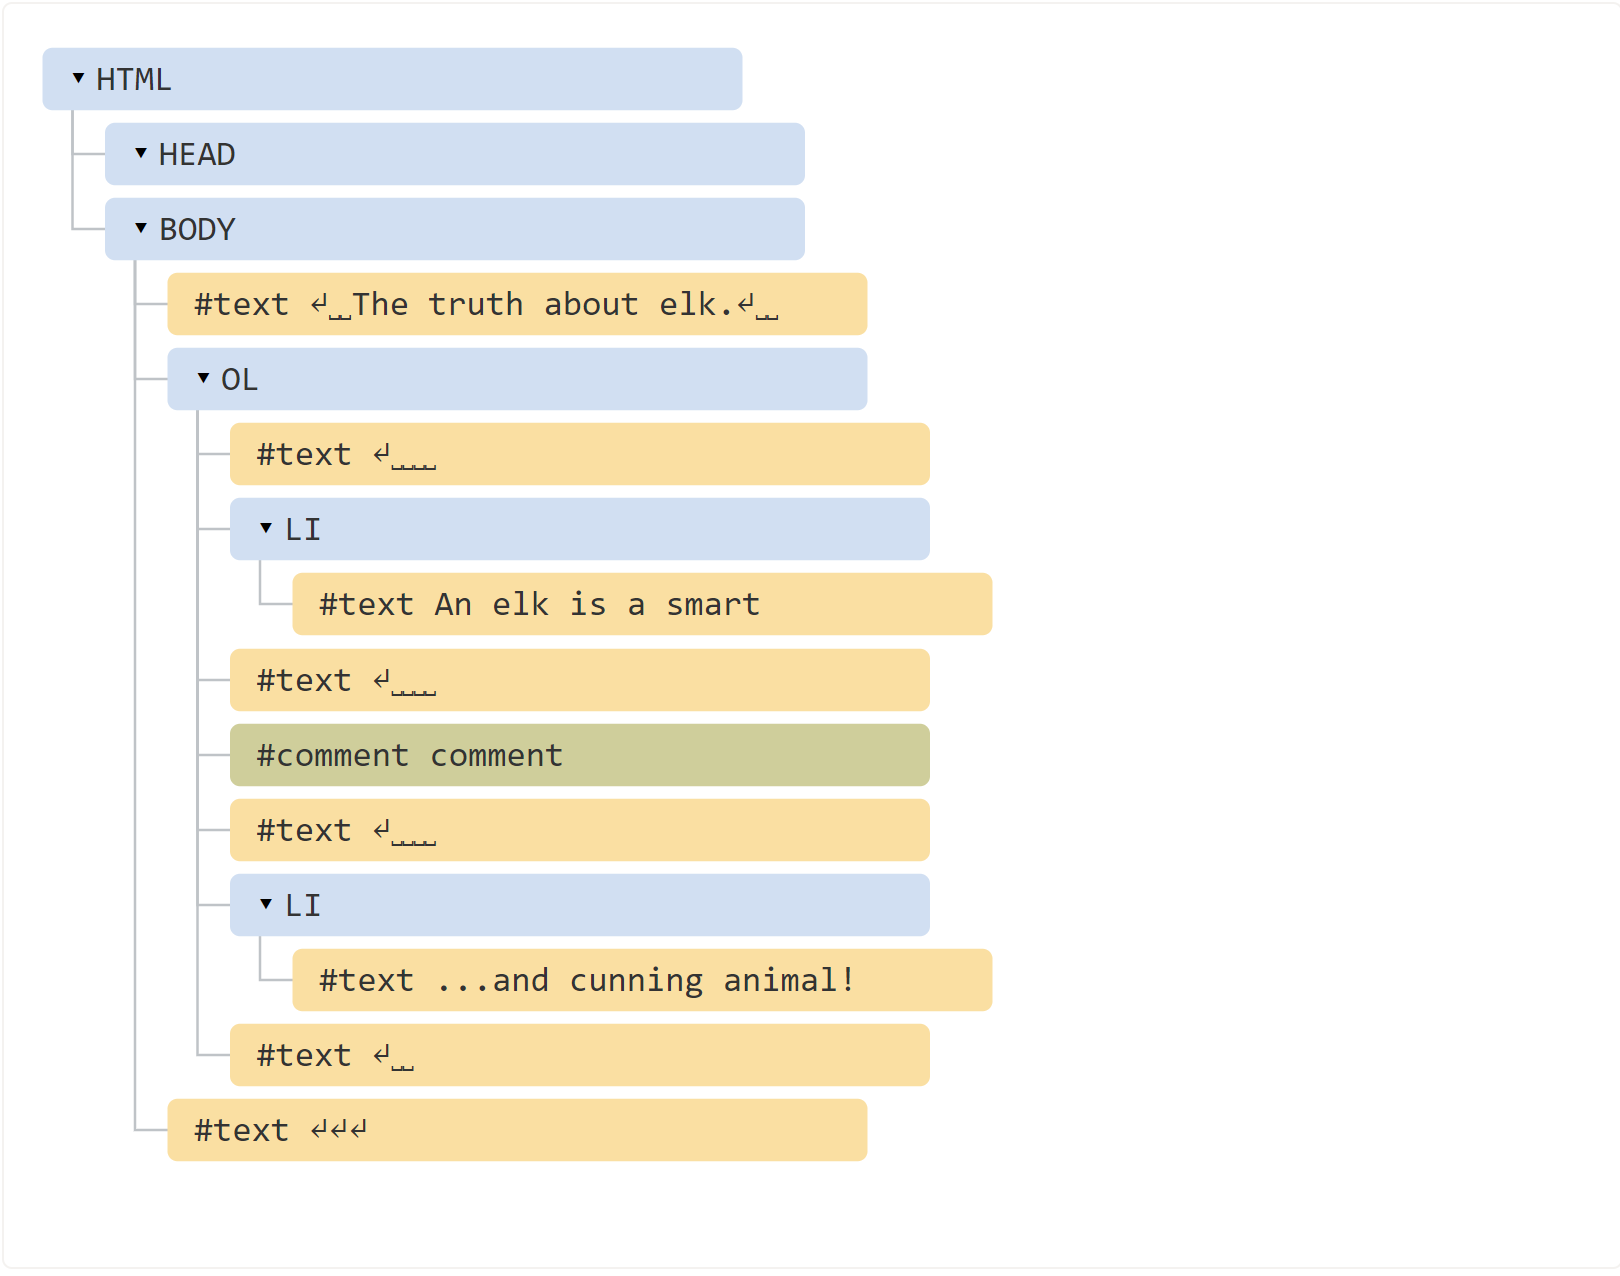 ▾ HTML
▾ HEAD
▾ BODY
#text ↵␣␣The truth about elk.↵␣␣
▾ OL
#text ↵␣␣␣␣
▾ LI
#text An elk is a smart
#text ↵␣␣␣␣
#comment comment
#text ↵␣␣␣␣
▾ LI
#text ...and cunning animal!
#text ↵␣␣
#text ↵↵↵